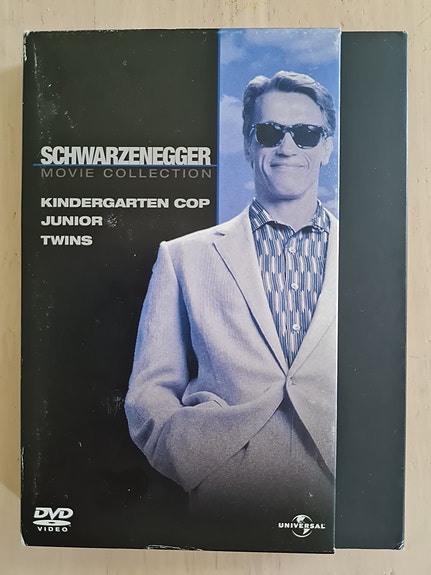 SCHWARZENEGGER
MOVIE COLLECTION
KINDERGARTEN COP
JUNIOR
TWINS
DVD
VIDEO
UNIVERSAL